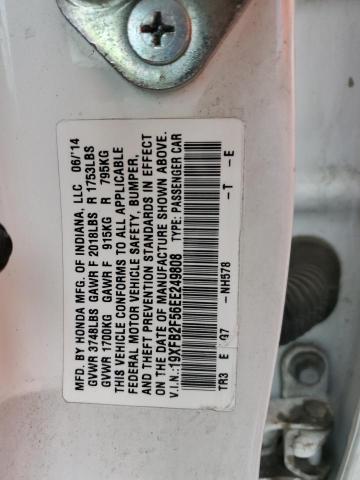 MFD. BY HONDA MFG. OF INDIANA, LLC 06/'14
GVWR 3748LBS GAWR F 2018LBS R 1753LBS
GVWR 1700KG GAWR F 915KG R 795KG
THIS VEHICLE CONFORMS TO ALL APPLICABLE
FEDERAL MOTOR VEHICLE SAFETY, BUMPER,
AND THEFT PREVENTION STANDARDS IN EFFECT
ON THE DATE OF MANUFACTURE SHOWN ABOVE.
V.I.N.: 19XFB2F56EE249808 TYPE: PASSENGER CAR
TR3 E G7 -NH578 -T -E